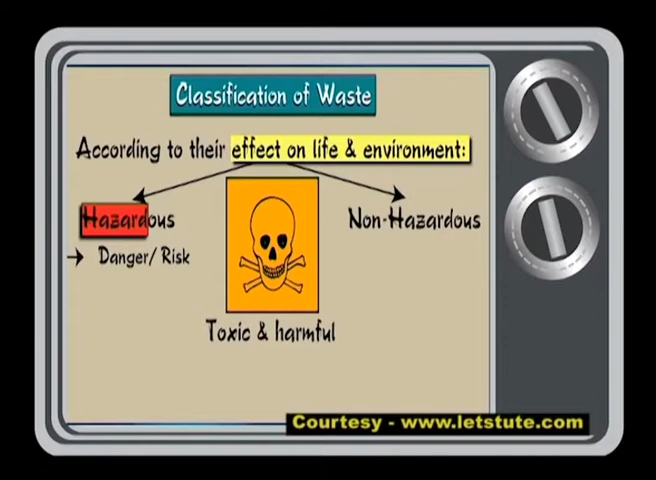 Classification of Waste
According to their effect on life & environment:
Hazardous
Non-Hazardous
→ Danger/ Risk
Toxic & harmful
Courtesy - www.letstute.com